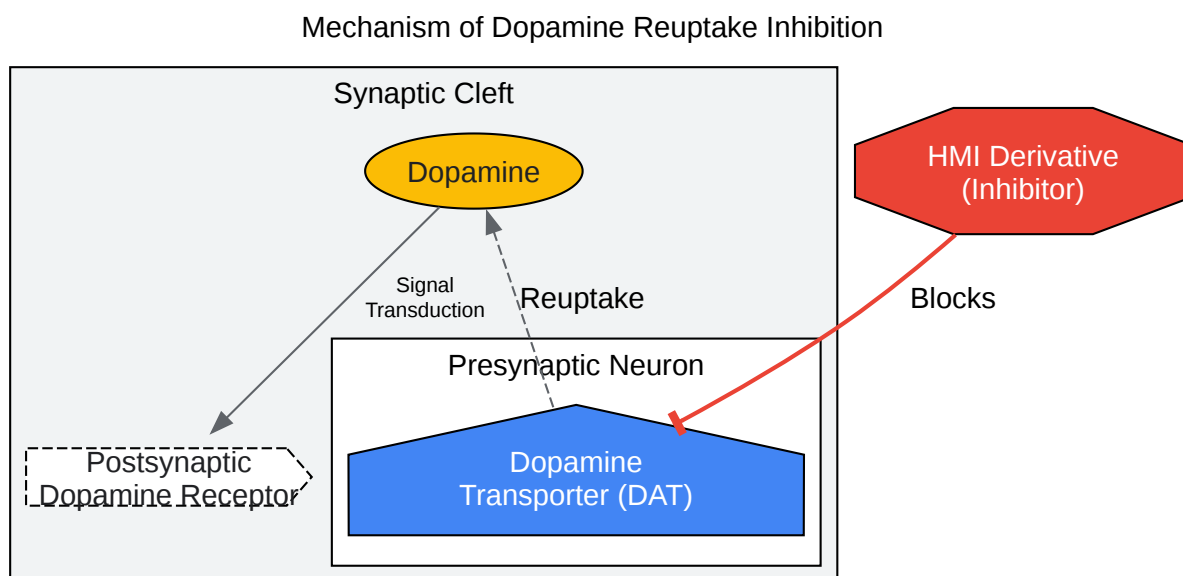 Mechanism of Dopamine Reuptake Inhibition
Synaptic Cleft
Dopamine
HMI Derivative
(Inhibitor)
Signal
Transduction
Reuptake
Blocks
Presynaptic Neuron
Postsynaptic
Dopamine Receptor
Dopamine
Transporter (DAT)